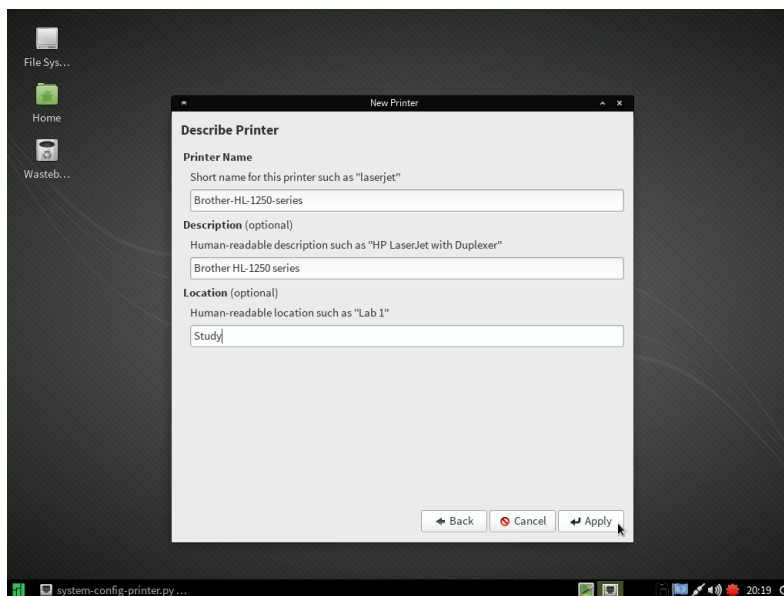 File Sys...
Home
Wasteb...
New Printer
Describe Printer
Printer Name
Short name for this printer such as "laserjet"
Brother-HL-1250-series
Description (optional)
Human-readable description such as "HP LaserJet with Duplexer"
Brother HL-1250 series
Location (optional)
Human-readable location such as "Lab 1"
Study
Back
Cancel
Apply
system-config-printer.py ...
20:19